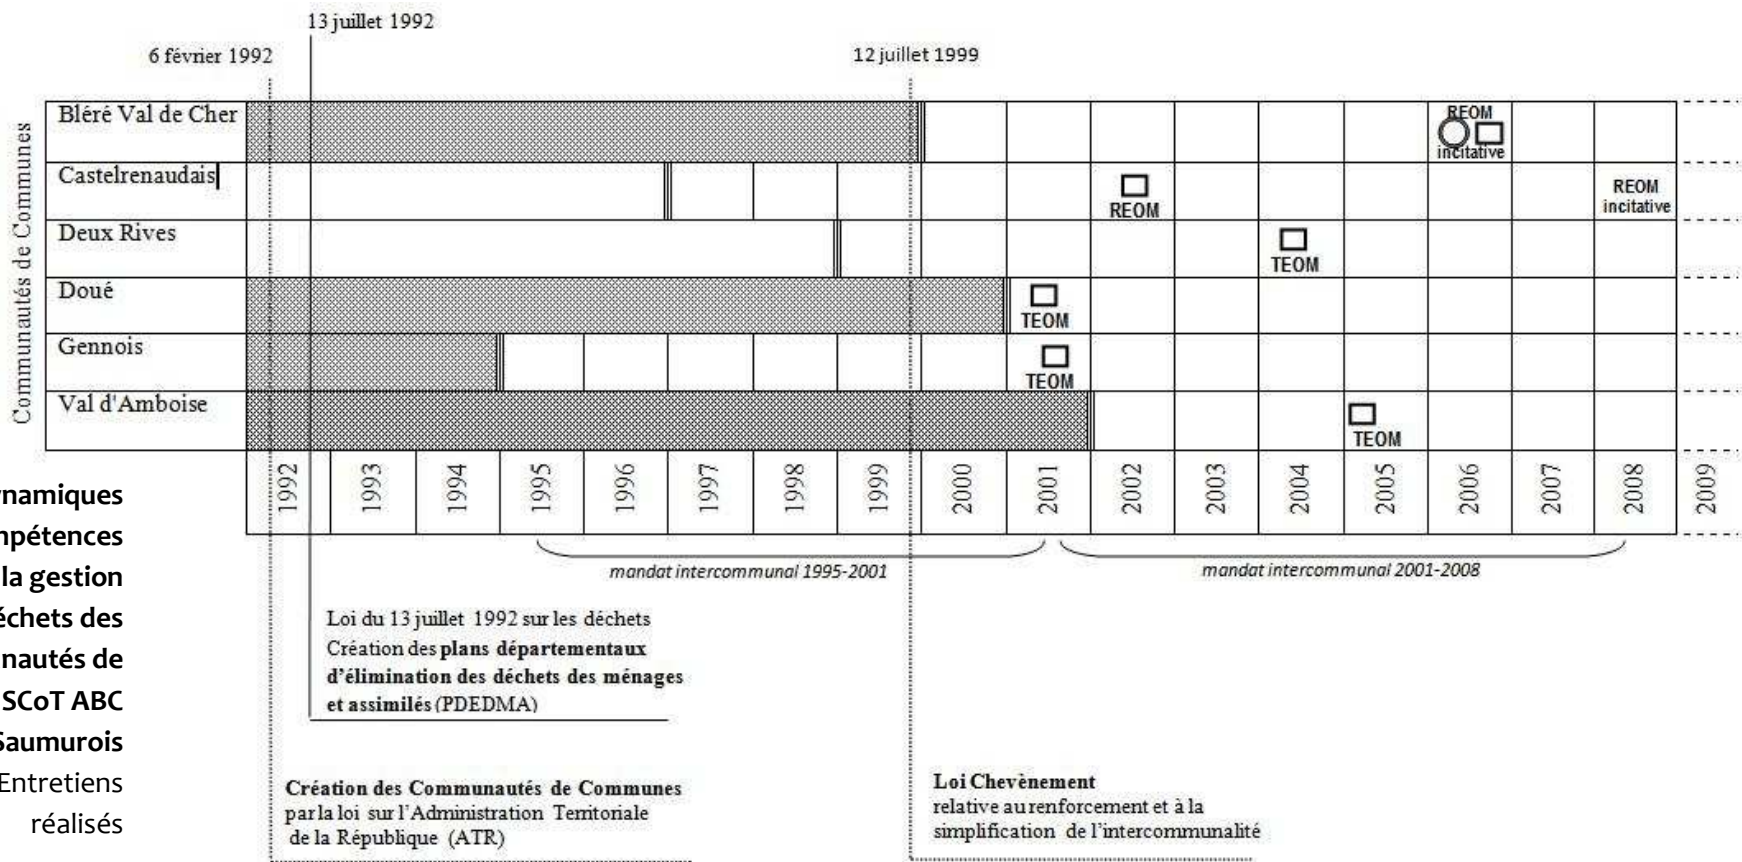 13 juillet 1992
6 février 1992
12 juillet 1999
Communautés de Communes
Bléré Val de Cher
REOM
incitative
Castelrenaudais
REOM
REOM
incitative
Deux Rives
TEOM
Doué
TEOM
Gennois
TEOM
Val d'Amboise
TEOM
1992
1993
1994
1995
1996
1997
1998
1999
2000
2001
2002
2003
2004
2005
2006
2007
2008
2009
mandat intercommunal 1995-2001
mandat intercommunal 2001-2008
ynamiques
mpétences
la gestion
échets des
nautés de
SCoT ABC
Saumurois
Entretiens
réalisés
Loi du 13 juillet 1992 sur les déchets
Création des plans départementaux
d'élimination des déchets des ménages
et assimilés (PDEDMA)
Création des Communautés de Communes
par la loi sur l'Administration Territoriale
de la République (ATR)
Loi Chevènement
relative au renforcement et à la
simplification de l'intercommunalité